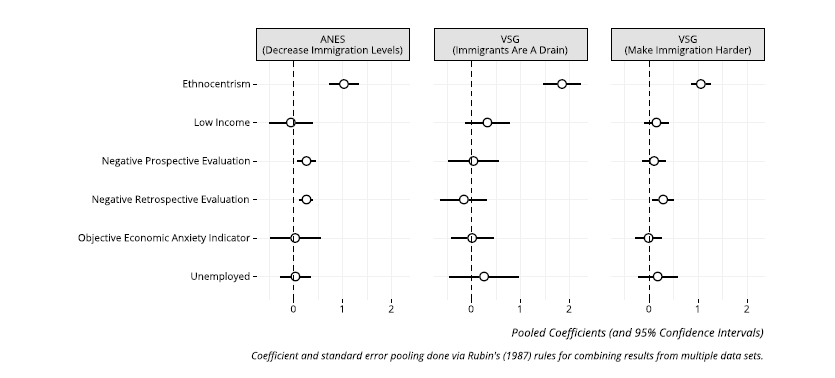 ANES
(Decrease Immigration Levels)
VSG
(Immigrants Are A Drain)
VSG
(Make Immigration Harder)
Ethnocentrism
Low Income
Negative Prospective Evaluation
Negative Retrospective Evaluation
Objective Economic Anxiety Indicator
Unemployed
0 1 2
0 1 2
0 1 2
Pooled Coefficients (and 95% Confidence Intervals)
Coefficient and standard error pooling done via Rubin's (1987) rules for combining results from multiple data sets.